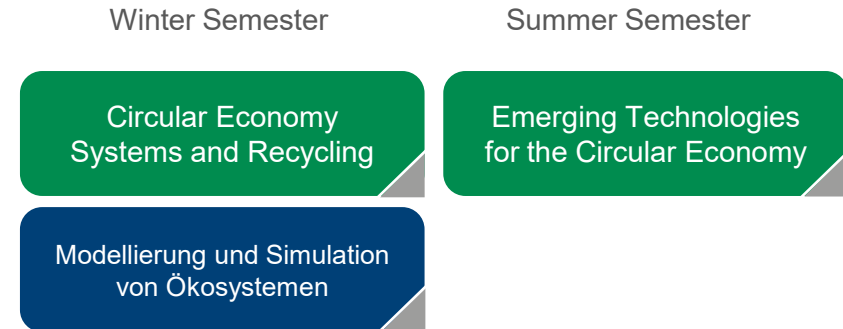 Winter Semester
Summer Semester
Circular Economy
Systems and Recycling
Emerging Technologies
for the Circular Economy
Modellierung und Simulation
von Ökosystemen